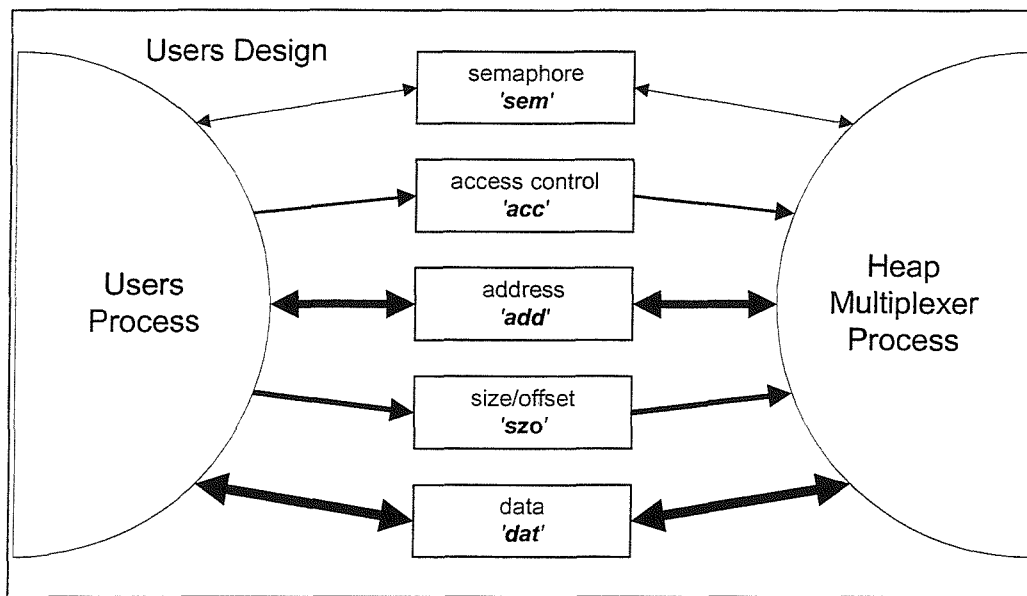 Users Design
semaphore
'sem'
access control
'acc'
Users
Process
address
'add'
Heap
Multiplexer
Process
size/offset
'szo'
data
'dat'